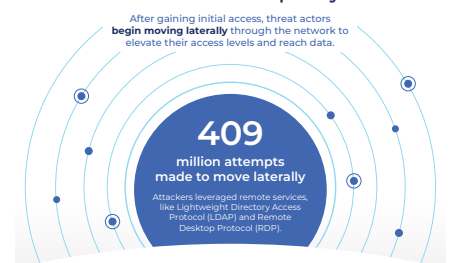 After gaining initial access, threat actors
begin moving laterally through the network to
elevate their access levels and reach data.
409
million attempts
made to move laterally
Attackers leveraged remote services,
like Lightweight Directory Access
Protocol (LDAP) and Remote
Desktop Protocol (RDP).